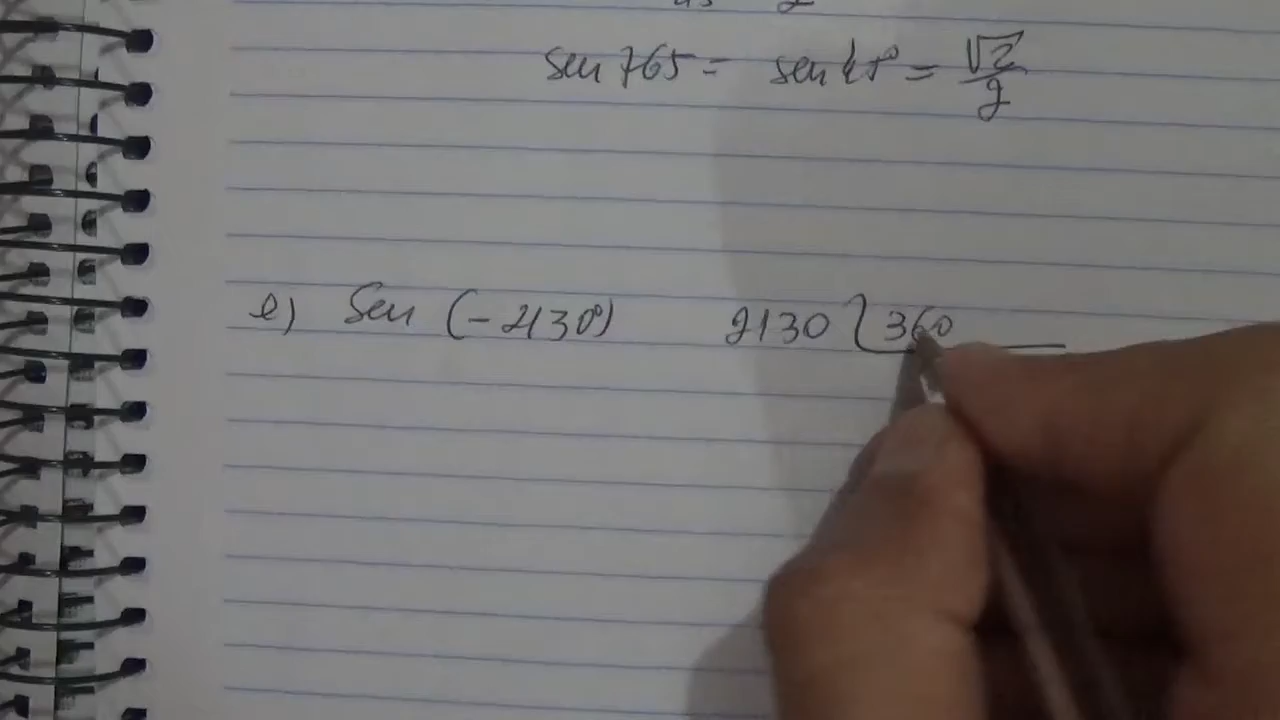 sen 765 = sen 45° = √2/2
e) Sen (-2130°) 2130 360